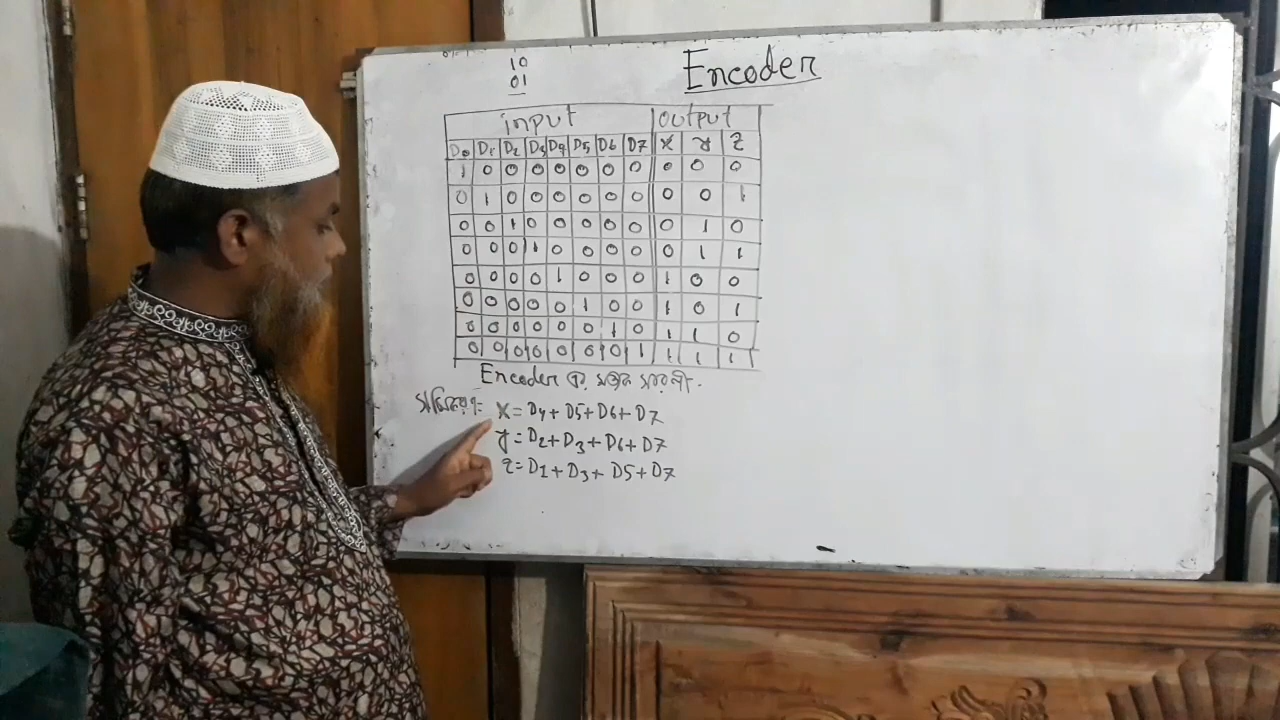 10
01
Encoder
input output
D0 D1 D2 D3 D4 D5 D6 D7 x y z
1 0 0 0 0 0 0 0 0 0 0
0 1 0 0 0 0 0 0 0 0 1
0 0 1 0 0 0 0 0 0 1 0
0 0 0 1 0 0 0 0 0 1 1
0 0 0 0 1 0 0 0 1 0 0
0 0 0 0 0 1 0 0 1 0 1
0 0 0 0 0 0 1 0 1 1 0
0 0 0 0 0 0 0 1 1 1 1
Encoder এর সত্যক সারণী.
x = D4 + D5 + D6 + D7
y = D2 + D3 + D6 + D7
z = D1 + D3 + D5 + D7